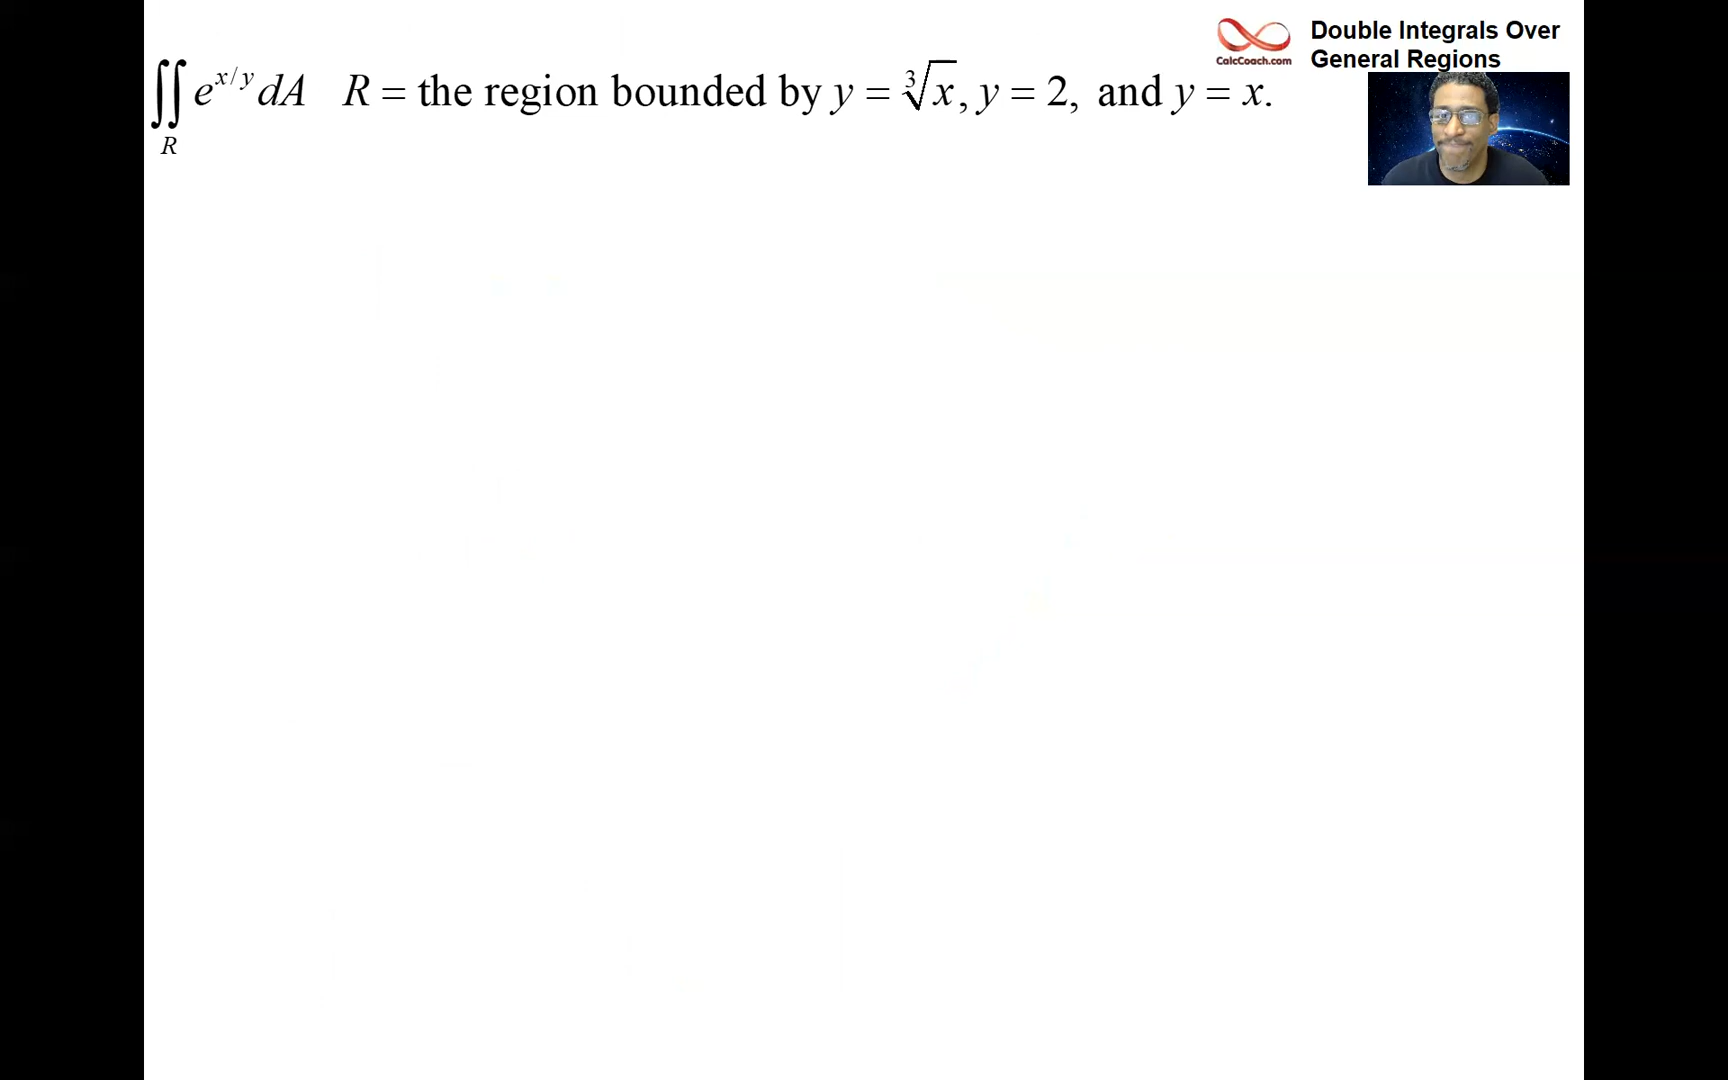 Double Integrals Over
General Regions
CalcCoach.com
∬_R e^{x/y} dA R = the region bounded by y = ∛x, y = 2, and y = x.